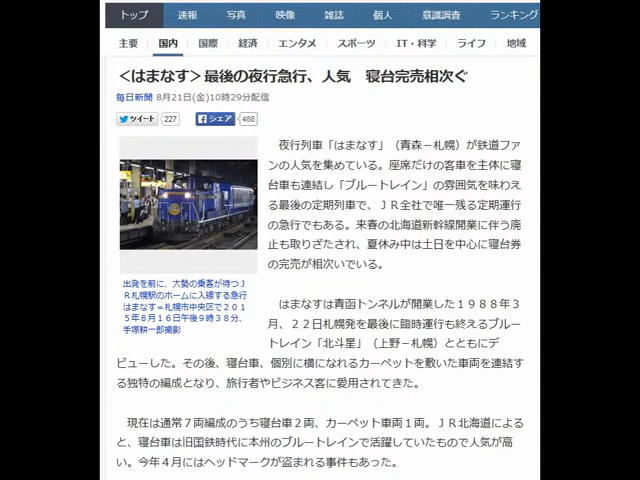 トップ 速報 写真 映像 雑誌 個人 意識調査 ランキング
主要 国内 国際 経済 エンタメ スポーツ IT・科学 ライフ 地域
＜はまなす＞最後の夜行急行、人気　寝台完売相次ぐ
毎日新聞 8月21日(金)10時29分配信
ツイート 227 シェア 488
夜行列車「はまなす」（青森－札幌）が鉄道ファ
ンの人気を集めている。座席だけの客車を主体に寝
台車も連結し「ブルートレイン」の雰囲気を味わえ
る最後の定期列車で、ＪＲ全社で唯一残る定期運行
の急行でもある。来春の北海道新幹線開業に伴う廃
止も取りざたされ、夏休み中は土日を中心に寝台券
の完売が相次いでいる。
出発を前に、大勢の乗客が待つＪ
Ｒ札幌駅のホームに入線する急行
はまなす＝札幌市中央区で２０１
５年８月１６日午後９時３８分、
手塚耕一郎撮影
はまなすは青函トンネルが開業した１９８８年３
月、２２日札幌発を最後に臨時運行も終えるブルー
トレイン「北斗星」（上野－札幌）とともにデ
ビューした。その後、寝台車、個別に横になれるカーペットを敷いた車両を連結す
る独特の編成となり、旅行者やビジネス客に愛用されてきた。
現在は通常７両編成のうち寝台車２両、カーペット車両１両。ＪＲ北海道による
と、寝台車は旧国鉄時代に本州のブルートレインで活躍していたもので人気が高
い。今年４月にはヘッドマークが盗まれる事件もあった。